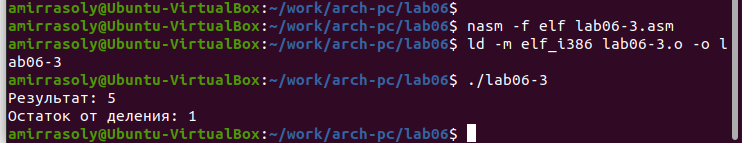 amirrasoly@Ubuntu-VirtualBox:~/work/arch-pc/lab06$
amirrasoly@Ubuntu-VirtualBox:~/work/arch-pc/lab06$ nasm -f elf lab06-3.asm
amirrasoly@Ubuntu-VirtualBox:~/work/arch-pc/lab06$ ld -m elf_i386 lab06-3.o -o l
ab06-3
amirrasoly@Ubuntu-VirtualBox:~/work/arch-pc/lab06$ ./lab06-3
Результат: 5
Остаток от деления: 1
amirrasoly@Ubuntu-VirtualBox:~/work/arch-pc/lab06$